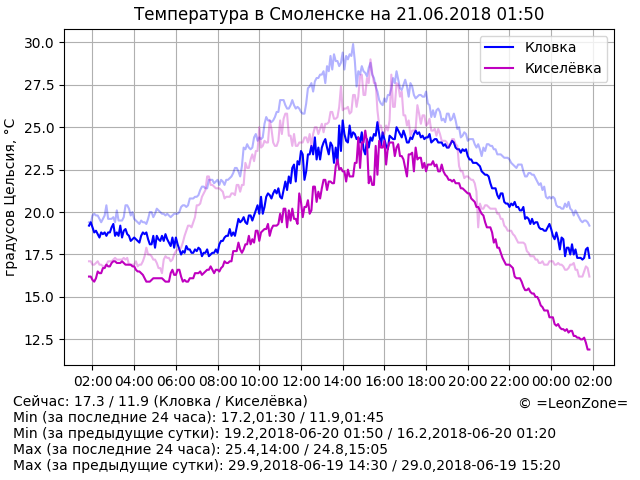 Температура в Смоленске на 21.06.2018 01:50
30.0
27.5
25.0
22.5
20.0
17.5
15.0
12.5
градусов Цельсия, °C
Кловка
Киселёвка
02:00 04:00 06:00 08:00 10:00 12:00 14:00 16:00 18:00 20:00 22:00 00:00 02:00
Сейчас: 17.3 / 11.9 (Кловка / Киселёвка)
© =LeonZone=
Min (за последние 24 часа): 17.2,01:30 / 11.9,01:45
Min (за предыдущие сутки): 19.2,2018-06-20 01:50 / 16.2,2018-06-20 01:20
Max (за последние 24 часа): 25.4,14:00 / 24.8,15:05
Max (за предыдущие сутки): 29.9,2018-06-19 14:30 / 29.0,2018-06-19 15:20